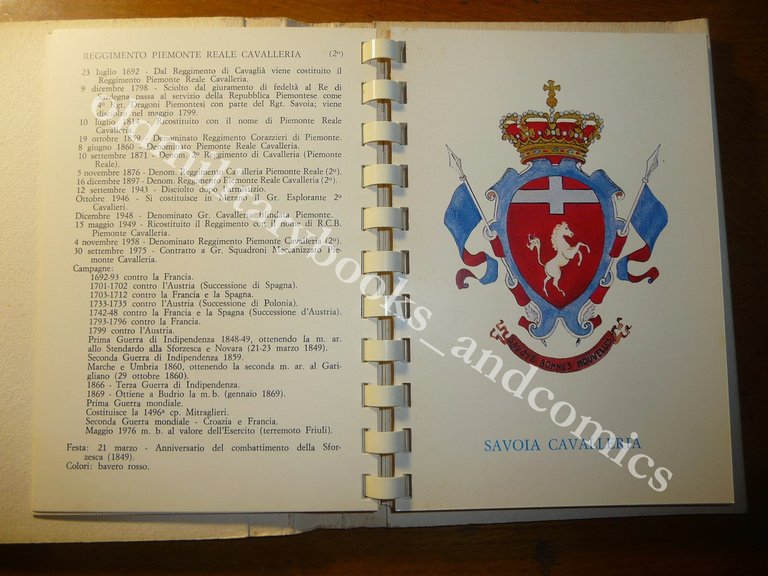 REGGIMENTO PIEMONTE REALE CAVALLERIA (2º)
23 luglio 1692 - Dal Reggimento di Cavaglià viene costituito il
Reggimento Piemonte Reale Cavalleria.
9 dicembre 1798 - Sciolto dal giuramento di fedeltà al Re di
Sardegna passa al servizio della Repubblica Piemontese come
Rgt. Dragoni Piemontesi con parte del Rgt. Savoia; viene
disciolto nel maggio 1799.
10 luglio 1814 - Ricostituito con il nome di Piemonte Reale
Cavalleria.
19 ottobre 1859 - Denominato Reggimento Corazzieri di Piemonte.
8 giugno 1860 - Denominato Piemonte Reale Cavalleria.
10 settembre 1871 - 2º Reggimento di Cavalleria (Piemonte
Reale).
5 novembre 1876 - Denom. Cavalleria Piemonte Reale (2º).
16 dicembre 1897 - Denom. Reggimento Piemonte Reale Cavalleria (2º).
12 settembre 1943 - Disciolto
Ottobre 1946 - Si costituisce in Gr. Esplorante 2º
Cavalieri.
Dicembre 1948 - Denominato Gr. Cavalleria Blindata Piemonte.
15 maggio 1949 - Ricostituito il Reggimento con nome di R.C.B.
Piemonte Cavalleria.
4 novembre 1958 - Denominato Reggimento Piemonte Cavalleria (2º).
30 settembre 1975 - Contratto a Gr. Squadroni Meccanizzato Pie-
monte Cavalleria.
Campagne:
1692-93 contro la Francia.
1701-1702 contro l'Austria (Successione di Spagna).
1703-1712 contro la Francia e la Spagna.
1733-1735 contro l'Austria (Successione di Polonia).
1742-48 contro la Francia e la Spagna (Successione d'Austria).
1793-1796 contro la Francia.
1799 contro l'Austria.
Prima Guerra di Indipendenza 1848-49, ottenendo la m. ar.
allo Stendardo alla Sforzesca e Novara (21-23 marzo 1849).
Seconda Guerra di Indipendenza 1859.
Marche e Umbria 1860, ottenendo la seconda m. ar. al Gari-
gliano (29 ottobre 1860).
1866 - Terza Guerra di Indipendenza.
1869 - Ottiene a Budrio la m. b. (gennaio 1869).
Prima Guerra mondiale.
Costituisce la 1496ª cp. Mitraglieri.
Seconda Guerra mondiale - Croazia e Francia.
Maggio 1976 m. b. al valore dell'Esercito (terremoto Friuli).
Festa: 21 marzo - Anniversario del combattimento della Sfor-
zesca (1849).
Colori: bavero rosso.
SAVOYE BONNES NOUVELLES
SAVOIA CAVALLERIA
oldmilitarybooks_andcomics